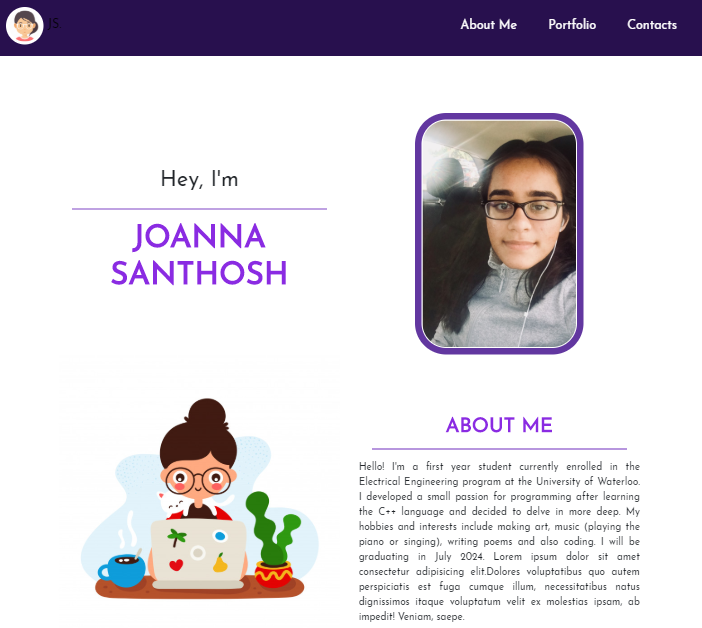 JS
About Me Portfolio Contacts
Hey, I'm
JOANNA
SANTHOSH
ABOUT ME
Hello! I'm a first year student currently enrolled in the
Electrical Engineering program at the University of Waterloo.
I developed a small passion for programming after learning
the C++ language and decided to delve in more deep. My
hobbies and interests include making art, music (playing the
piano or singing), writing poems and also coding. I will be
graduating in July 2024. Lorem ipsum dolor sit amet
consectetur adipisicing elit.Dolores voluptatibus quo autem
perspiciatis est fuga cumque illum, necessitatibus natus
dignissimos itaque voluptatum velit ex molestias ipsam, ab
impedit! Veniam, saepe.